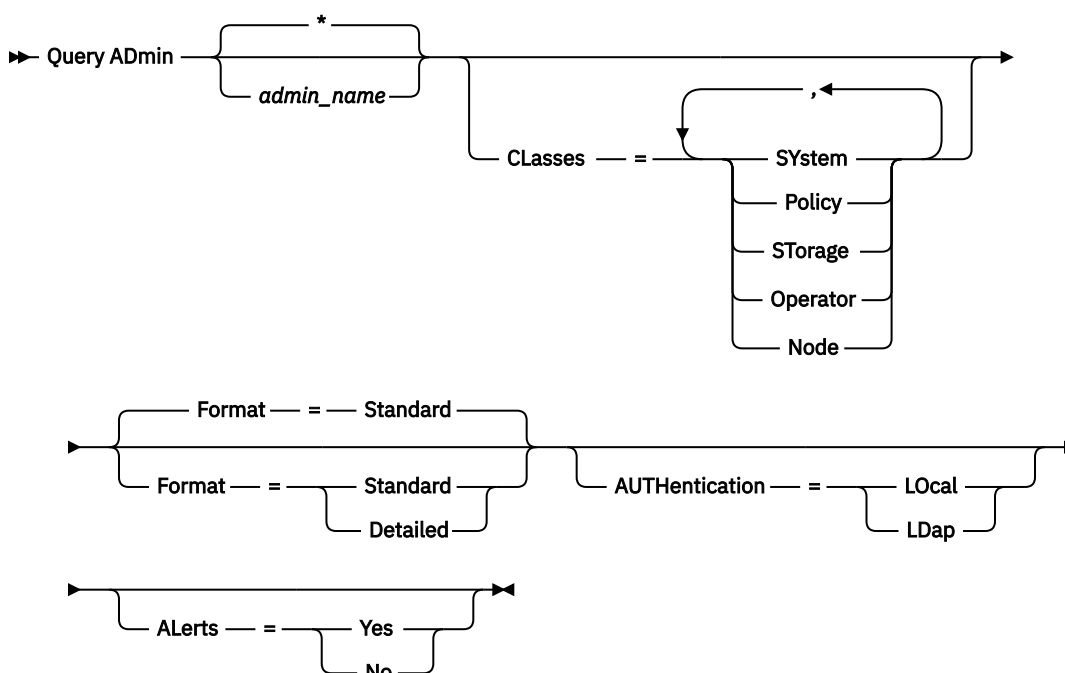 *
Query ADmin
admin_name
,
CLasses = SYstem
Policy
STorage
Operator
Node
Format = Standard
Format = Standard
Detailed
AUTHentication = LOcal
LDap
ALerts = Yes
No